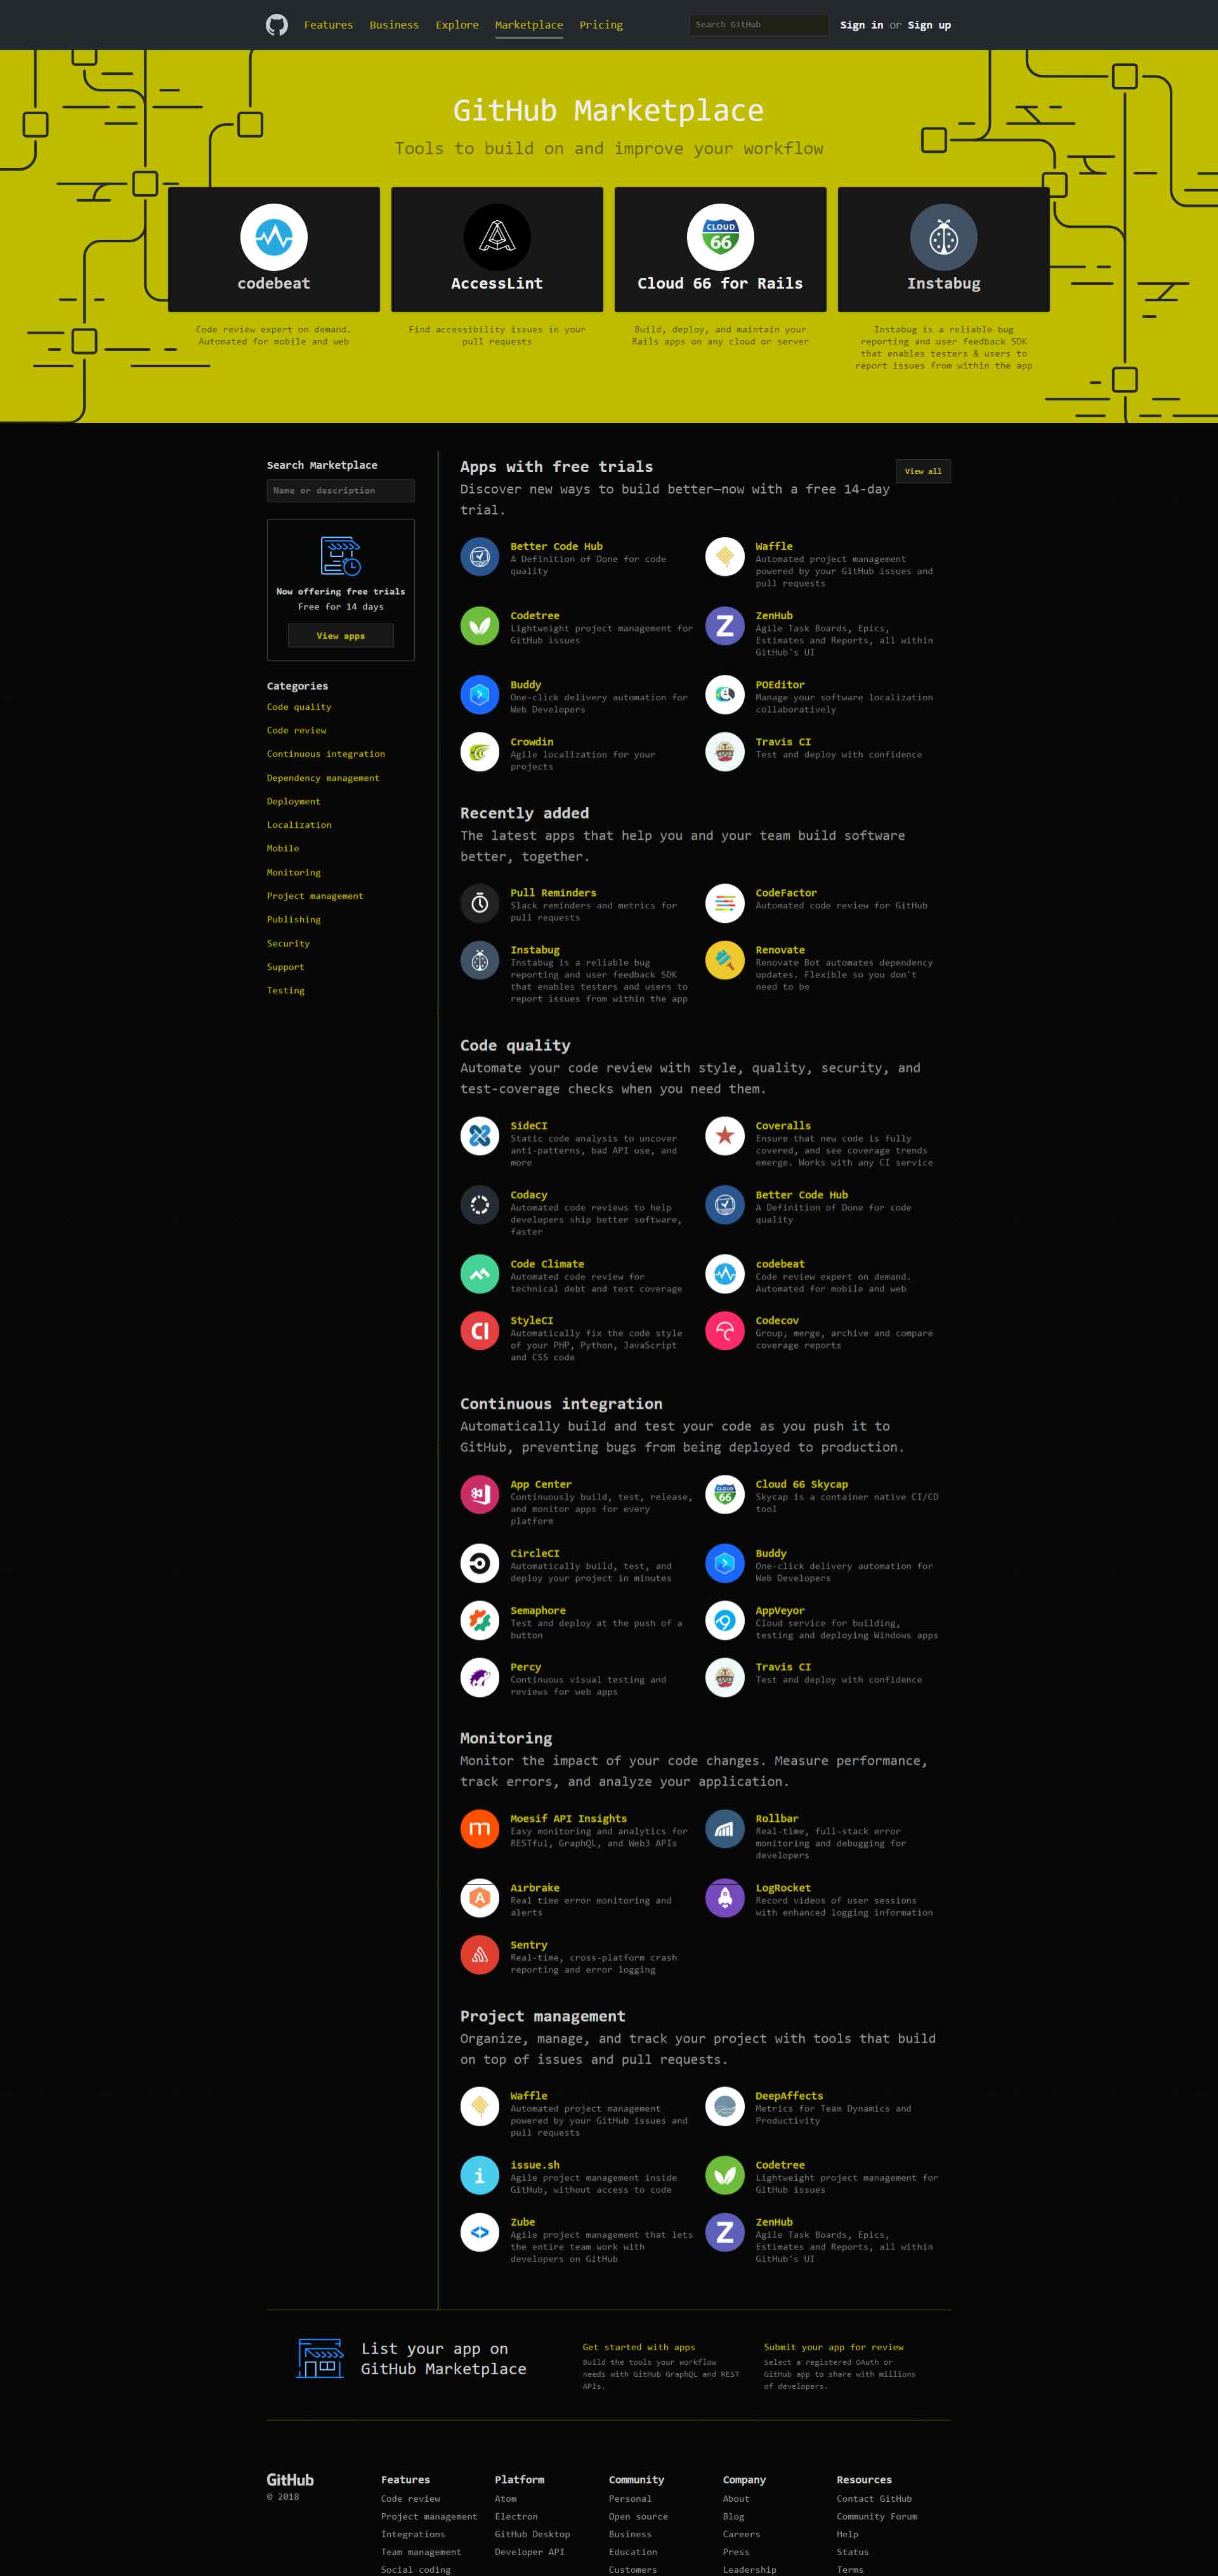 Features Business Explore Marketplace Pricing Search GitHub Sign in or Sign up
GitHub Marketplace
Tools to build on and improve your workflow
codebeat
Code review expert on demand.
Automated for mobile and web
AccessLint
Find accessibility issues in your
pull requests
CLOUD
66
Cloud 66 for Rails
Build, deploy, and maintain your
Rails apps on any cloud or server
Instabug
Instabug is a reliable bug
reporting and user feedback SDK
that enables testers & users to
report issues from within the app
Search Marketplace
Name or description
Now offering free trials
Free for 14 days
View apps
Categories
Code quality
Code review
Continuous integration
Dependency management
Deployment
Localization
Mobile
Monitoring
Project management
Publishing
Security
Support
Testing
Apps with free trials
View all
Discover new ways to build better—now with a free 14-day
trial.
Better Code Hub
A Definition of Done for code
quality
Waffle
Automated project management
powered by your GitHub issues and
pull requests
Codetree
Lightweight project management for
GitHub issues
Z
ZenHub
Agile Task Boards, Epics,
Estimates and Reports, all within
GitHub's UI
Buddy
One-click delivery automation for
Web Developers
POEditor
Manage your software localization
collaboratively
Crowdin
Agile localization for your
projects
Travis CI
Test and deploy with confidence
Recently added
The latest apps that help you and your team build software
better, together.
Pull Reminders
Slack reminders and metrics for
pull requests
CodeFactor
Automated code review for GitHub
Instabug
Instabug is a reliable bug
reporting and user feedback SDK
that enables testers and users to
report issues from within the app
Renovate
Renovate Bot automates dependency
updates. Flexible so you don't
need to be
Code quality
Automate your code review with style, quality, security, and
test-coverage checks when you need them.
SideCI
Static code analysis to uncover
anti-patterns, bad API use, and
more
Coveralls
Ensure that new code is fully
covered, and see coverage trends
emerge. Works with any CI service
Codacy
Automated code reviews to help
developers ship better software,
faster
Better Code Hub
A Definition of Done for code
quality
Code Climate
Automated code review for
technical debt and test coverage
codebeat
Code review expert on demand.
Automated for mobile and web
CI
StyleCI
Automatically fix the code style
of your PHP, Python, JavaScript
and CSS code
Codecov
Group, merge, archive and compare
coverage reports
Continuous integration
Automatically build and test your code as you push it to
GitHub, preventing bugs from being deployed to production.
App Center
Continuously build, test, release,
and monitor apps for every
platform
CLOUD
66
Cloud 66 Skycap
Skycap is a container native CI/CD
tool
CircleCI
Automatically build, test, and
deploy your project in minutes
Buddy
One-click delivery automation for
Web Developers
Semaphore
Test and deploy at the push of a
button
AppVeyor
Cloud service for building,
testing and deploying Windows apps
Percy
Continuous visual testing and
reviews for web apps
Travis CI
Test and deploy with confidence
Monitoring
Monitor the impact of your code changes. Measure performance,
track errors, and analyze your application.
m
Moesif API Insights
Easy monitoring and analytics for
RESTful, GraphQL, and Web3 APIs
Rollbar
Real-time, full-stack error
monitoring and debugging for
developers
A
Airbrake
Real time error monitoring and
alerts
LogRocket
Record videos of user sessions
with enhanced logging information
Sentry
Real-time, cross-platform crash
reporting and error logging
Project management
Organize, manage, and track your project with tools that build
on top of issues and pull requests.
Waffle
Automated project management
powered by your GitHub issues and
pull requests
DeepAffects
Metrics for Team Dynamics and
Productivity
i
issue.sh
Agile project management inside
GitHub, without access to code
Codetree
Lightweight project management for
GitHub issues
Zube
Agile project management that lets
the entire team work with
developers on GitHub
Z
ZenHub
Agile Task Boards, Epics,
Estimates and Reports, all within
GitHub's UI
List your app on
GitHub Marketplace
Get started with apps
Build the tools your workflow
needs with GitHub GraphQL and REST
APIs.
Submit your app for review
Select a registered OAuth or
GitHub app to share with millions
of developers.
GitHub
© 2018
Features
Code review
Project management
Integrations
Team management
Social coding
Platform
Atom
Electron
GitHub Desktop
Developer API
Community
Personal
Open source
Business
Education
Customers
Company
About
Blog
Careers
Press
Leadership
Resources
Contact GitHub
Community Forum
Help
Status
Terms